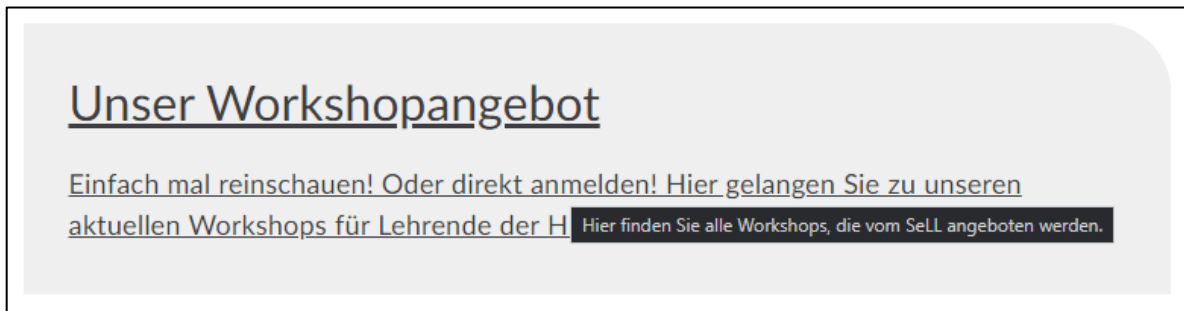 Unser Workshopangebot
Einfach mal reinschauen! Oder direkt anmelden! Hier gelangen Sie zu unseren
aktuellen Workshops für Lehrende der H
Hier finden Sie alle Workshops, die vom SeLL angeboten werden.